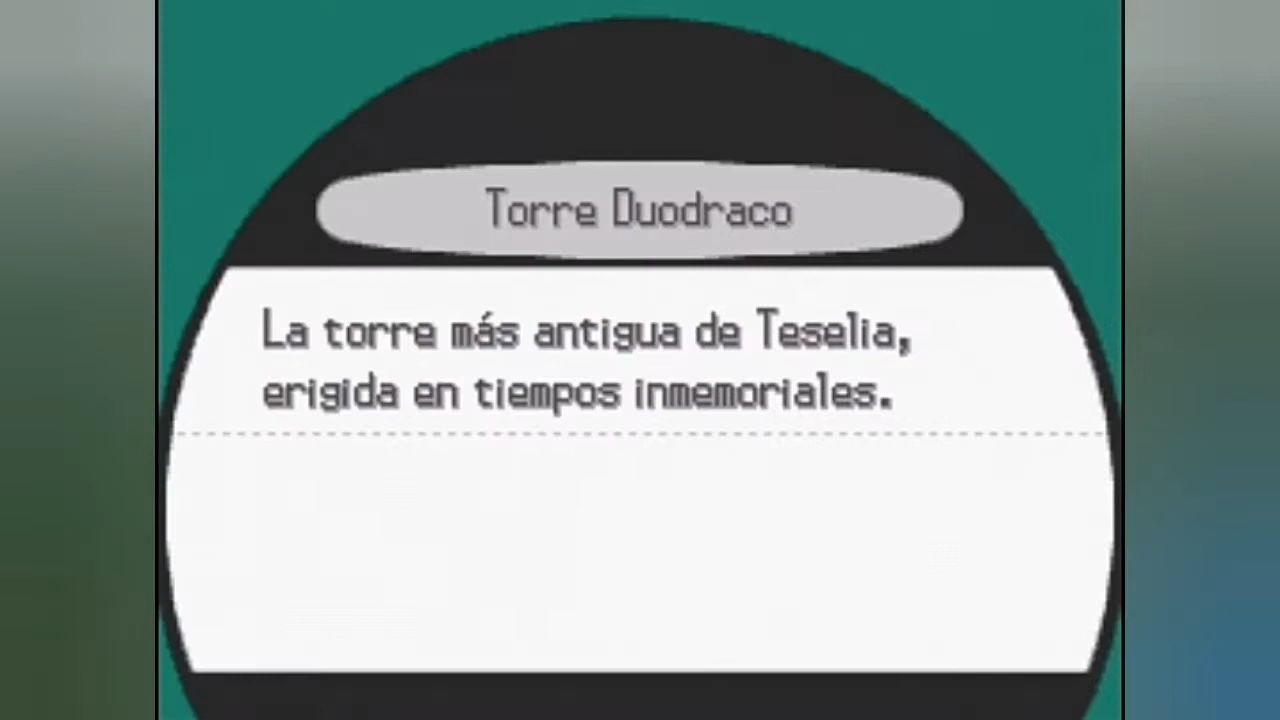 Torre Duodraco
La torre más antigua de Teselia,
erigida en tiempos inmemoriales.